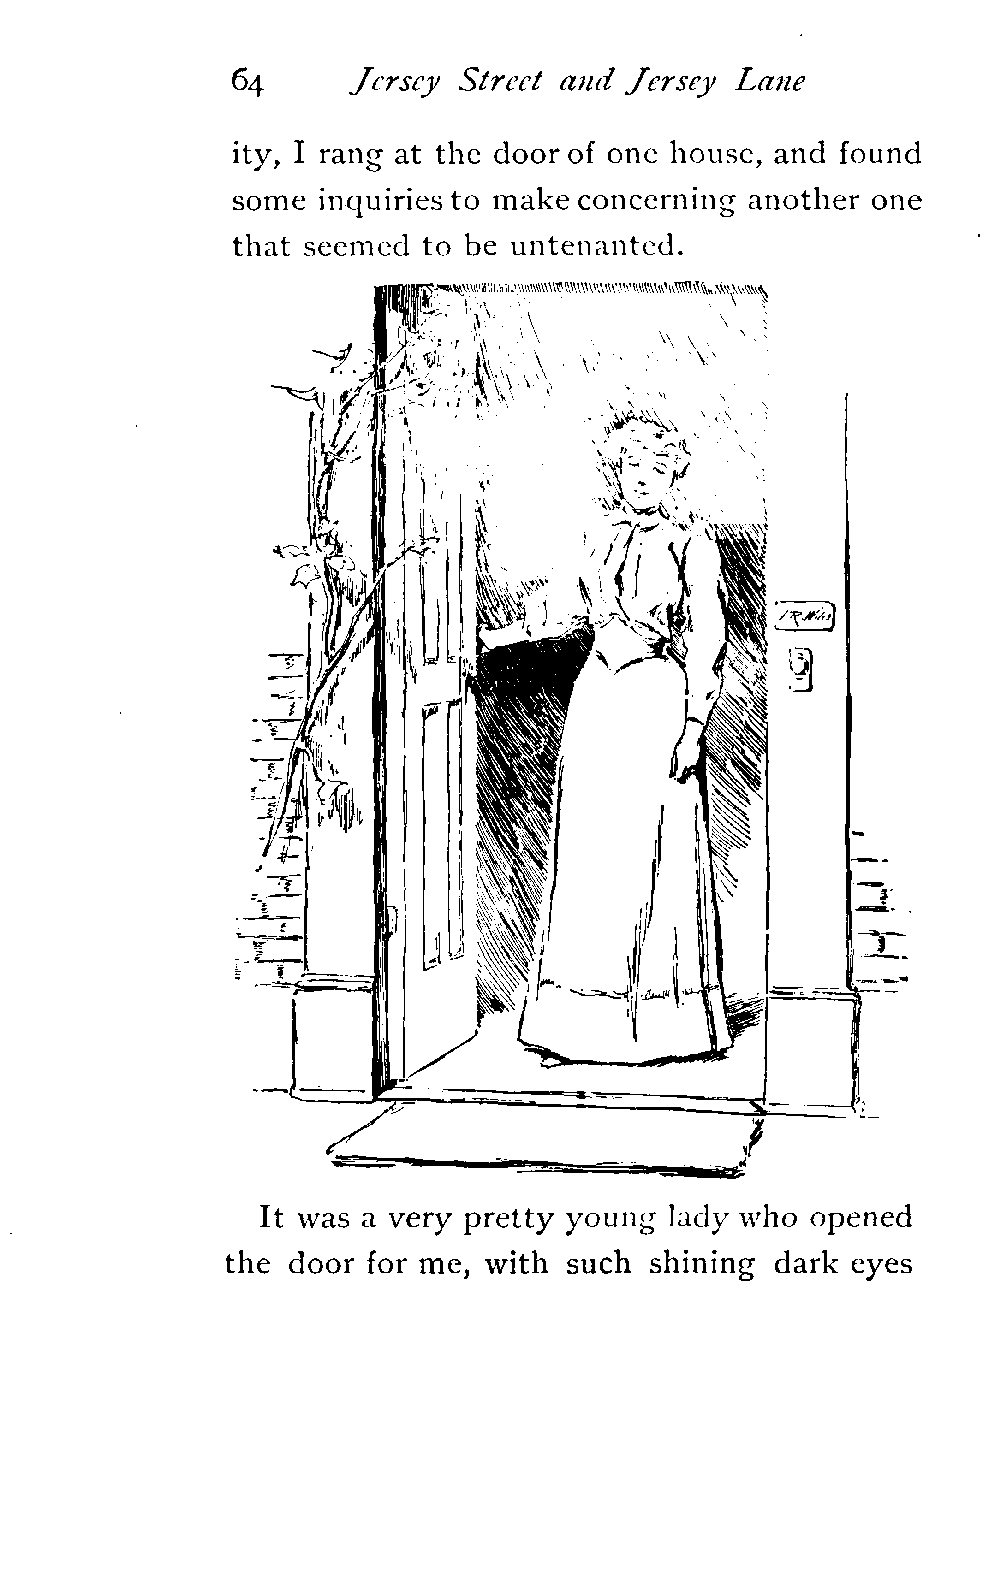 64 Jersey Street and Jersey Lane
ity, I rang at the door of one house, and found
some inquiries to make concerning another one
that seemed to be untenanted.
It was a very pretty young lady who opened
the door for me, with such shining dark eyes